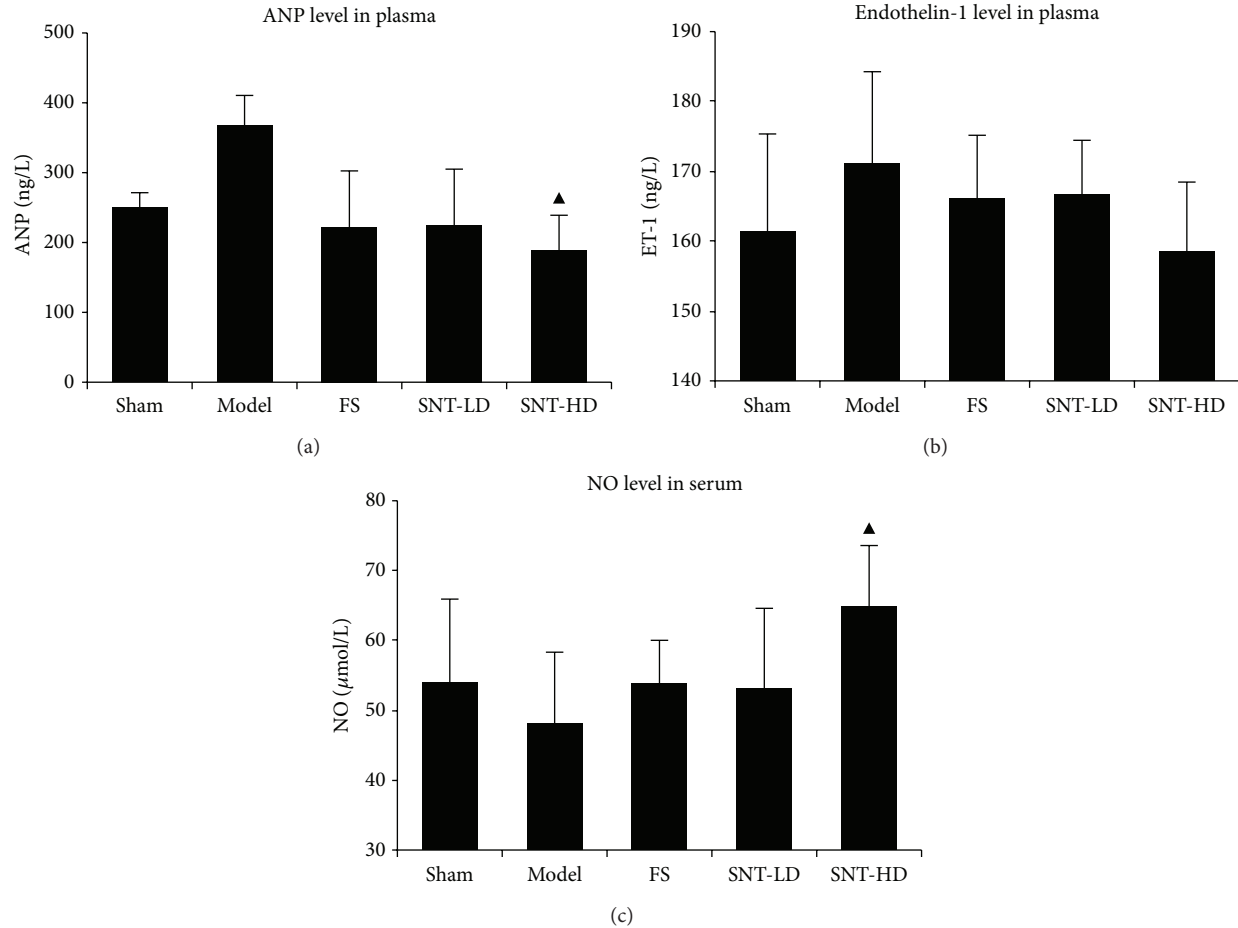 ANP level in plasma
500
400
300
200
100
0
ANP (ng/L)
▲
Sham Model FS SNT-LD SNT-HD
(a)
Endothelin-1 level in plasma
190
180
170
160
150
140
ET-1 (ng/L)
Sham Model FS SNT-LD SNT-HD
(b)
NO level in serum
80
70
60
50
40
30
NO (μmol/L)
▲
Sham Model FS SNT-LD SNT-HD
(c)